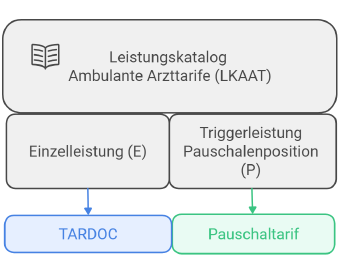 Leistungskatalog
Ambulante Arzttarife (LKAAT)
Einzelleistung (E)
Triggerleistung
Pauschalenposition
(P)
TARDOC
Pauschaltarif